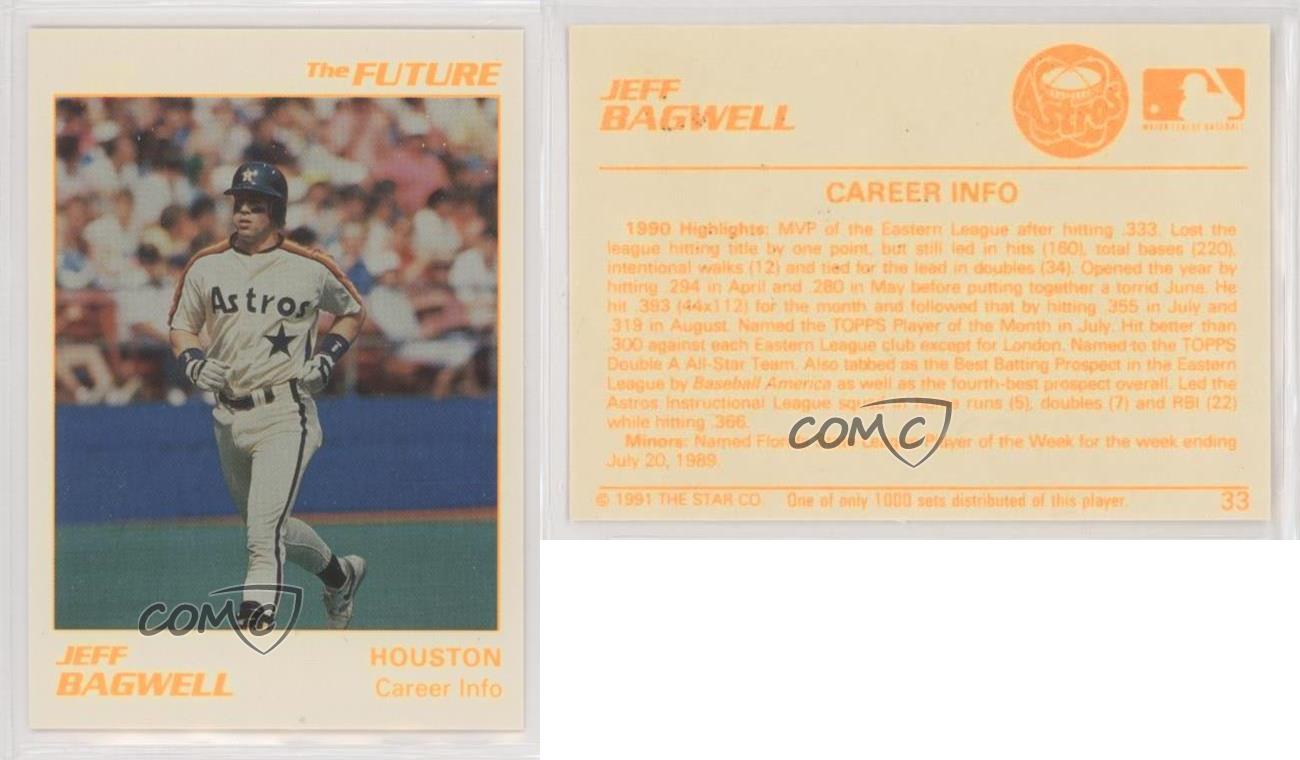 The FUTURE
Astros
COMC
JEFF
BAGWELL
HOUSTON
Career Info
JEFF
BAGWELL
Astros
MAJOR LEAGUE BASEBALL
CAREER INFO
1990 Highlights: MVP of the Eastern League after hitting .333. Lost the
league hitting title by one point, but still led in hits (160), total bases (220),
intentional walks (12) and tied for the lead in doubles (34). Opened the year by
hitting .294 in April and .280 in May before putting together a torrid June. He
hit .393 (44x112) for the month and followed that by hitting .355 in July and
.319 in August. Named the TOPPS Player of the Month in July. Hit better than
.300 against each Eastern League club except for London. Named to the TOPPS
Double A All-Star Team. Also tabbed as the Best Batting Prospect in the Eastern
League by Baseball America as well as the fourth-best prospect overall. Led the
Astros Instructional League squad in runs (5), doubles (7) and RBI (22)
while hitting .366.
COMC
Minors: Named League Player of the Week for the week ending
July 20, 1989.
© 1991 THE STAR CO. One of only 1000 sets distributed of this player. 33